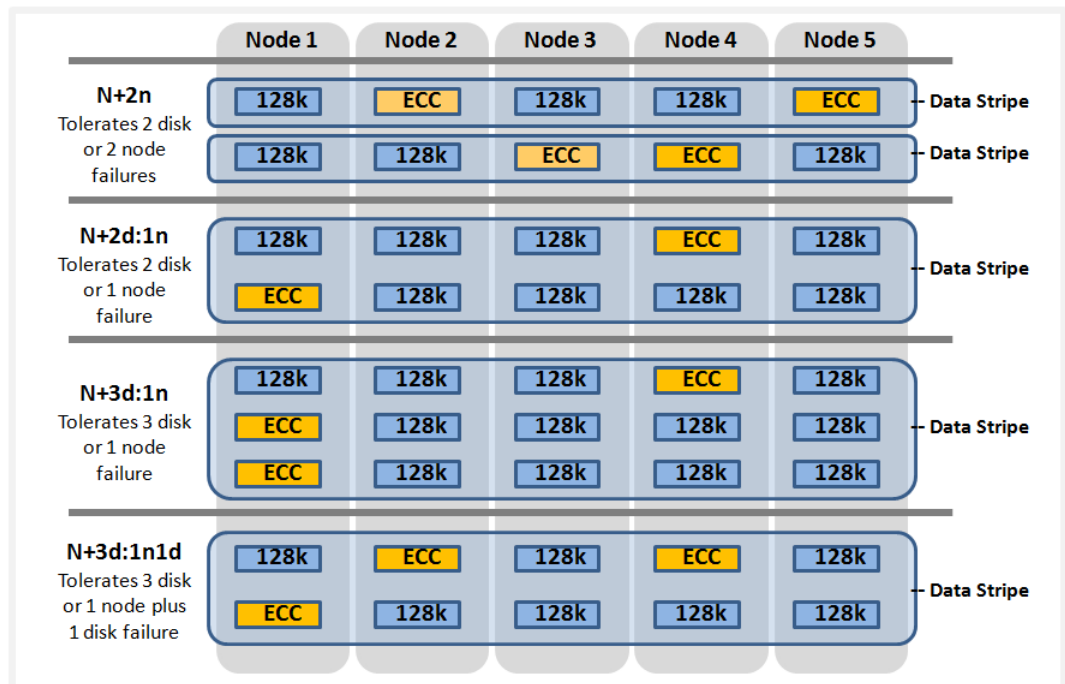 Node 1 Node 2 Node 3 Node 4 Node 5
N+2n
Tolerates 2 disk
or 2 node
failures
128k ECC 128k 128k ECC -- Data Stripe
128k 128k ECC ECC 128k -- Data Stripe
N+2d:1n
Tolerates 2 disk
or 1 node
failure
128k 128k 128k ECC 128k
ECC 128k 128k 128k 128k
-- Data Stripe
N+3d:1n
Tolerates 3 disk
or 1 node
failure
128k 128k 128k ECC 128k
ECC 128k 128k 128k 128k
ECC 128k 128k 128k 128k
-- Data Stripe
N+3d:1n1d
Tolerates 3 disk
or 1 node plus
1 disk failure
128k ECC 128k ECC 128k
ECC 128k 128k 128k 128k
-- Data Stripe